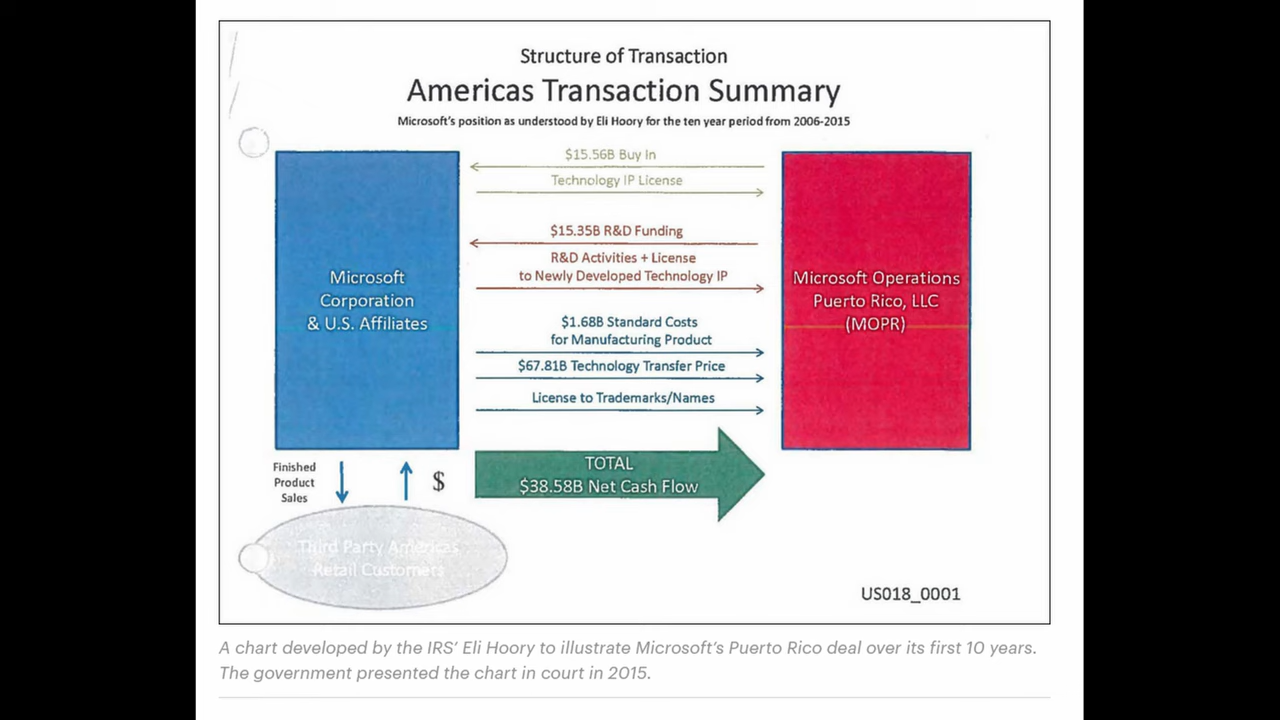 Structure of Transaction
Americas Transaction Summary
Microsoft's position as understood by Eli Hoory for the ten year period from 2006-2015
$15.56B Buy In
Technology IP License
$15.35B R&D Funding
R&D Activities + License
to Newly Developed Technology IP
Microsoft
Corporation
& U.S. Affiliates
Microsoft Operations
Puerto Rico, LLC
(MOPR)
$1.68B Standard Costs
for Manufacturing Product
$67.81B Technology Transfer Price
License to Trademarks/Names
TOTAL
$38.58B Net Cash Flow
Finished
Product
Sales
$
Third Party Americas
Retail Customers
US018_0001
A chart developed by the IRS' Eli Hoory to illustrate Microsoft's Puerto Rico deal over its first 10 years.
The government presented the chart in court in 2015.